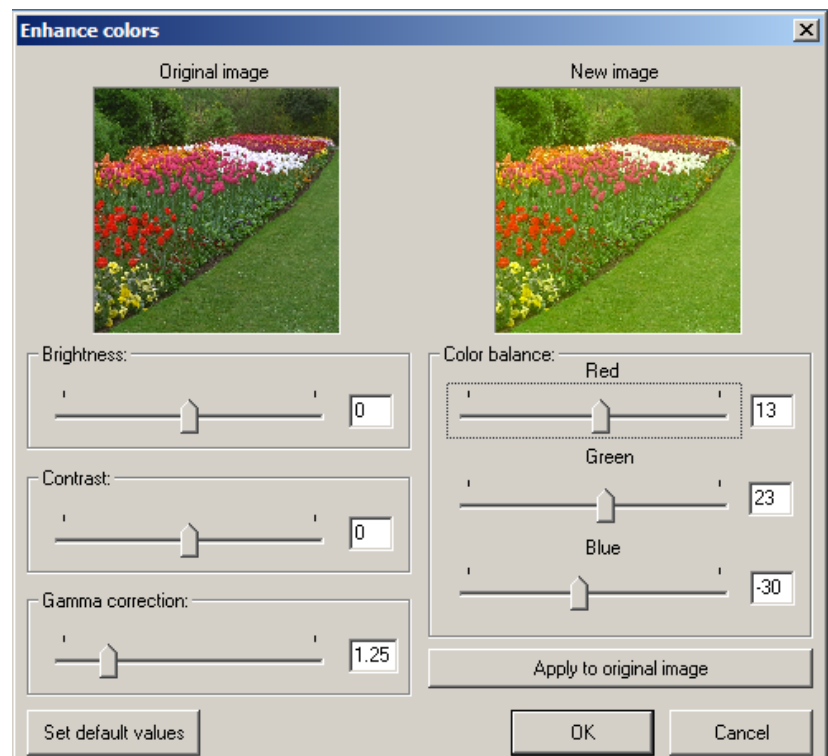 Enhance colors
Original image
New image
Brightness:
0
Contrast:
0
Gamma correction:
1.25
Color balance:
Red
13
Green
23
Blue
-30
Apply to original image
Set default values
OK
Cancel